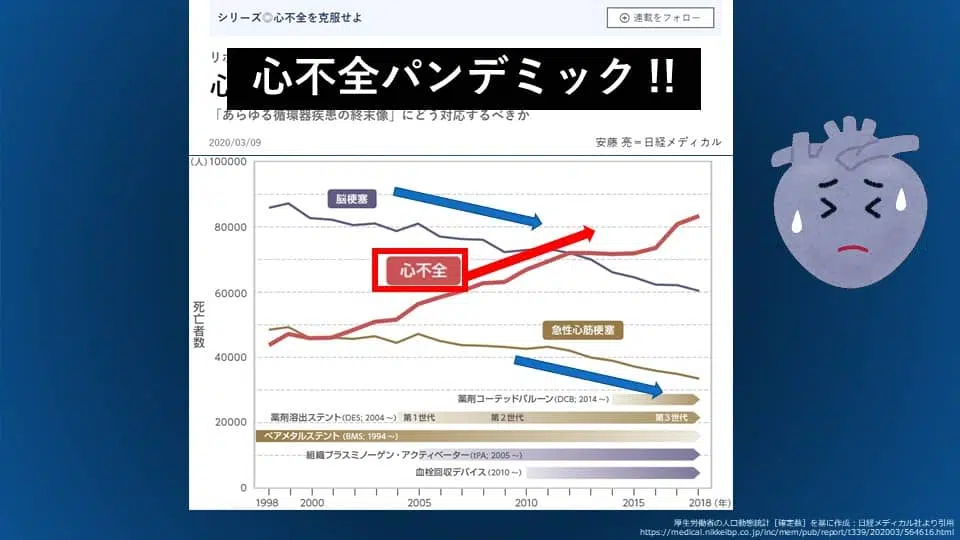 シリーズ◎心不全を克服せよ
⊕ 連載をフォロー
リポ
心不全パンデミック !!
心
「あらゆる循環器疾患の終末像」にどう対応するべきか
2020/03/09
安藤 亮=日経メディカル
(人)100000
80000
60000
40000
20000
0
死亡者数
脳梗塞
心不全
急性心筋梗塞
薬剤コーテッドバルーン(DCB; 2014～)
薬剤溶出ステント(DES; 2004～) 第1世代 第2世代 第3世代
ベアメタルステント(BMS; 1994～)
組織プラスミノーゲン・アクティベーター(tPA; 2005～)
血栓回収デバイス(2010～)
1998 2000 2005 2010 2015 2018(年)
厚生労働省の人口動態統計［確定数］を基に作成：日経メディカル社より引用
https://medical.nikkeibp.co.jp/inc/mem/pub/report/t339/202003/564616.html